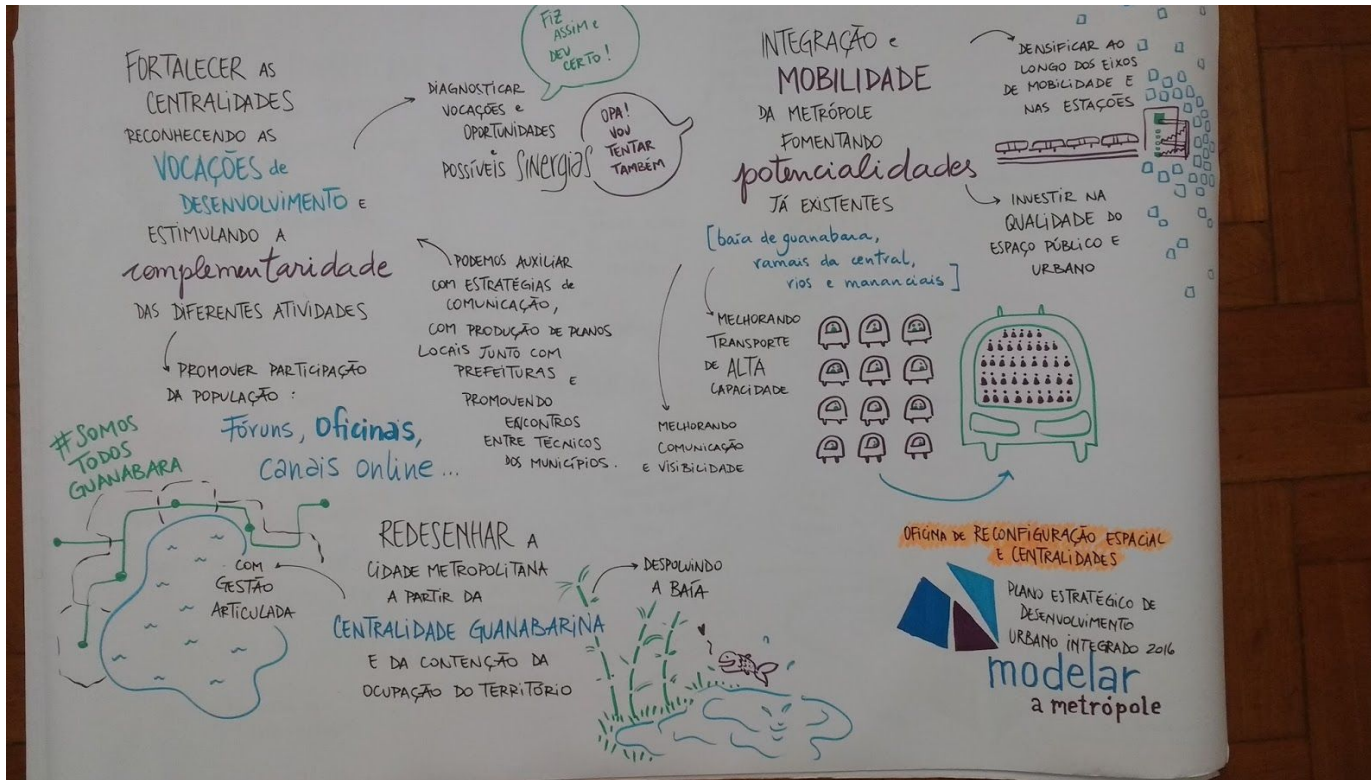 FORTALECER AS
CENTRALIDADES
RECONHECENDO AS
VOCAÇÕES de
DESENVOLVIMENTO E
ESTIMULANDO A
complementaridade
DAS DIFERENTES ATIVIDADES
PROMOVER PARTICIPAÇÃO
DA POPULAÇÃO:
Fóruns, Oficinas,
canais online...
DIAGNOSTICAR
VOCAÇÕES e
OPORTUNIDADES
e
POSSÍVEIS SINERGIAS
FIZ
ASSIM e
DEU
CERTO!
OPA!
VOU
TENTAR
TAMBÉM
PODEMOS AUXILIAR
COM ESTRATÉGIAS de
COMUNICAÇÃO,
COM PRODUÇÃO DE PLANOS
LOCAIS JUNTO COM
PREFEITURAS E
PROMOVENDO
ENCONTROS
ENTRE TÉCNICOS
DOS MUNICÍPIOS.
INTEGRAÇÃO e
MOBILIDADE
DA METRÓPOLE
FOMENTANDO
potencialidades
JÁ EXISTENTES
[baía de guanabara,
ramais da central,
rios e mananciais]
DENSIFICAR AO
LONGO DOS EIXOS
DE MOBILIDADE E
NAS ESTAÇÕES
INVESTIR NA
QUALIDADE DO
ESPAÇO PÚBLICO E
URBANO
MELHORANDO
TRANSPORTE
DE ALTA
CAPACIDADE
MELHORANDO
COMUNICAÇÃO
E VISIBILIDADE
#SOMOS
TODOS
GUANABARA
COM
GESTÃO
ARTICULADA
REDESENHAR A
CIDADE METROPOLITANA
A PARTIR DA
CENTRALIDADE GUANABARINA
E DA CONTENÇÃO DA
OCUPAÇÃO DO TERRITÓRIO
DESPOLUINDO
A BAÍA
OFICINA DE RECONFIGURAÇÃO ESPACIAL
E CENTRALIDADES
PLANO ESTRATÉGICO DE
DESENVOLVIMENTO
URBANO INTEGRADO 2016
modelar
a metrópole